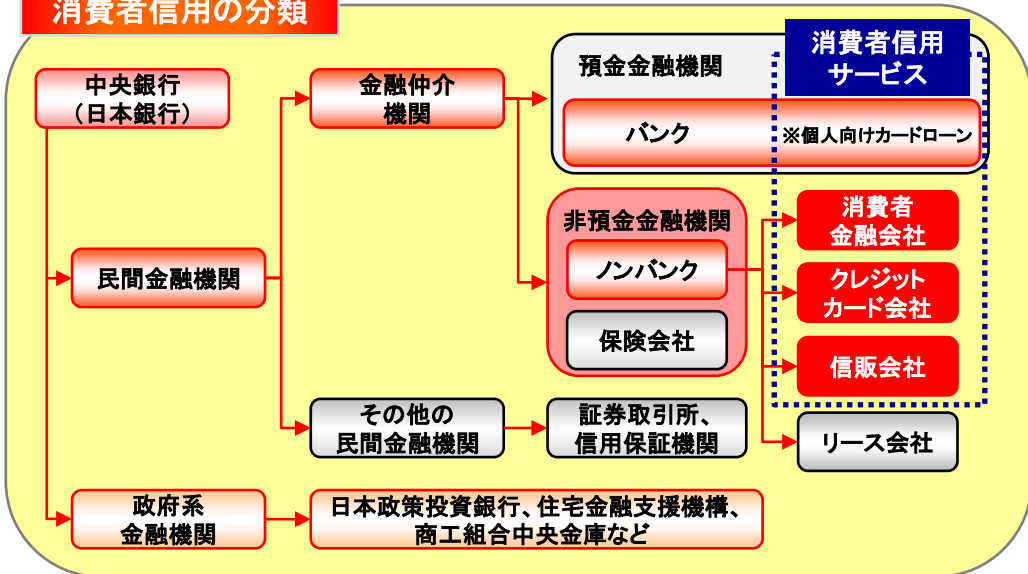 消費者信用の分類
消費者信用
サービス
中央銀行
（日本銀行）
金融仲介
機関
預金金融機関
バンク
※個人向けカードローン
非預金金融機関
ノンバンク
保険会社
消費者
金融会社
クレジット
カード会社
信販会社
リース会社
民間金融機関
その他の
民間金融機関
証券取引所、
信用保証機関
政府系
金融機関
日本政策投資銀行、住宅金融支援機構、
商工組合中央金庫など